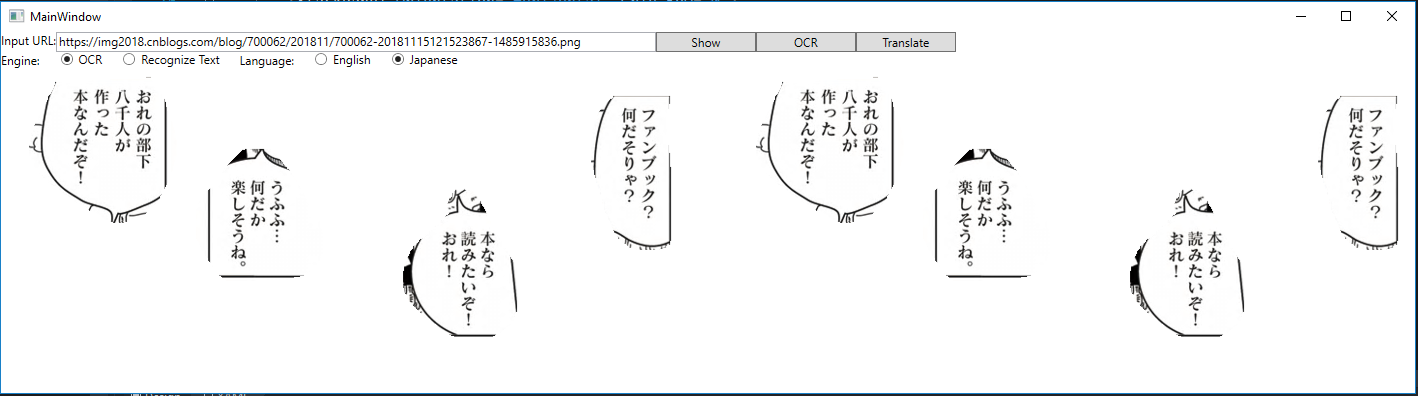 MainWindow
Input URL: https://img2018.cnblogs.com/blog/700062/201811/700062-20181115121523867-1485915836.png Show OCR Translate
Engine: OCR Recognize Text Language: English Japanese
おれの部下
八千人が
作った
本なんだぞ！
うふふ…
何だか
楽しそうね。
本なら
読みたいぞ！
おれ！
ファンブック？
何だそりゃ？
おれの部下
八千人が
作った
本なんだぞ！
うふふ…
何だか
楽しそうね。
本なら
読みたいぞ！
おれ！
ファンブック？
何だそりゃ？